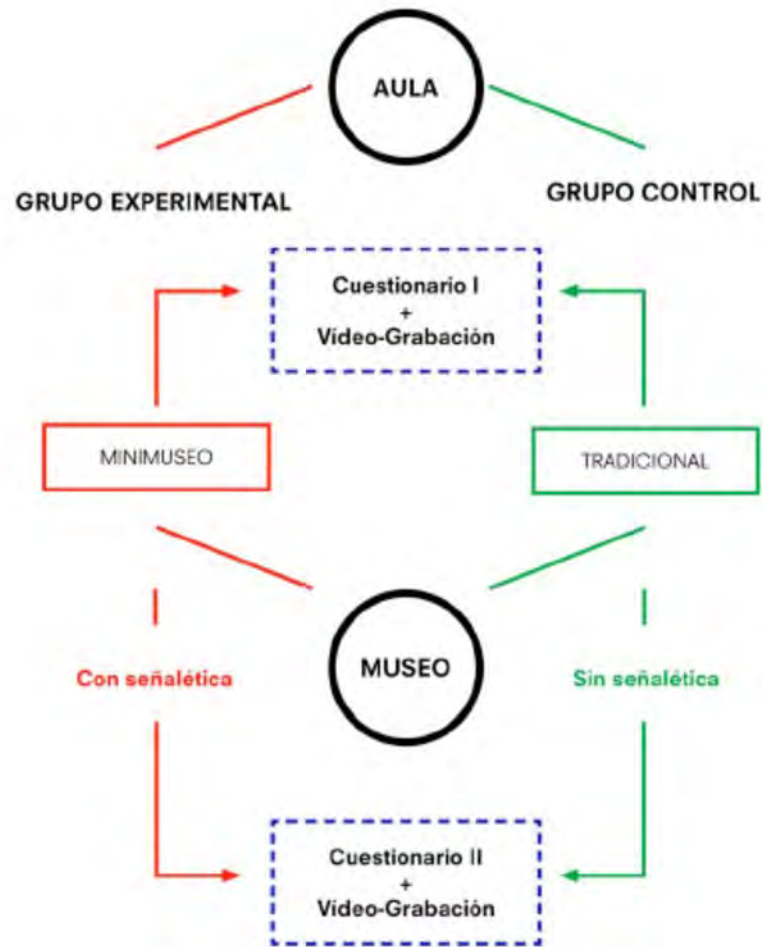 AULA
GRUPO EXPERIMENTAL
GRUPO CONTROL
Cuestionario I
+
Vídeo-Grabación
MINIMUSEO
TRADICIONAL
MUSEO
Con señalética
Sin señalética
Cuestionario II
+
Vídeo-Grabación